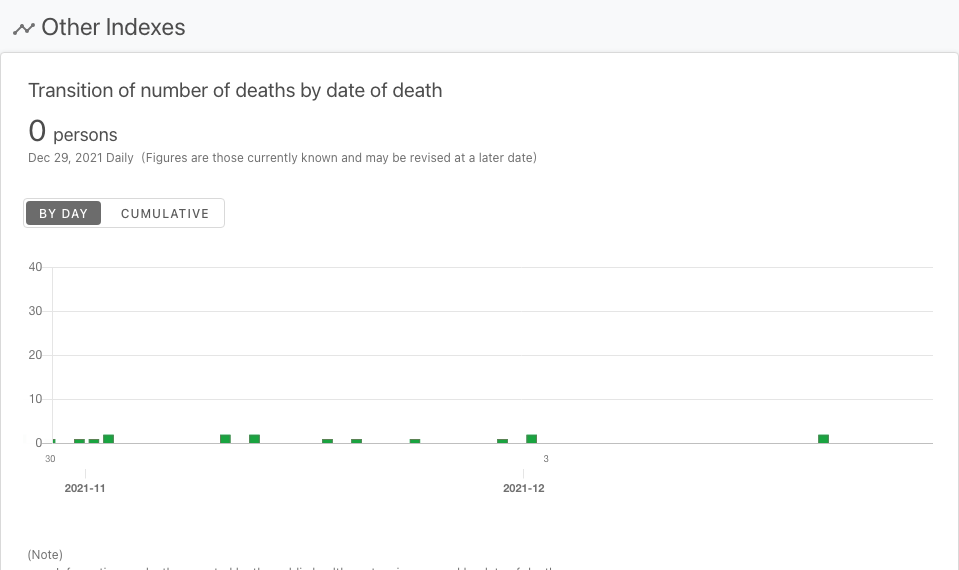 Other Indexes
Transition of number of deaths by date of death
0 persons
Dec 29, 2021 Daily (Figures are those currently known and may be revised at a later date)
BY DAY CUMULATIVE
40
30
20
10
0
30 3
2021-11 2021-12
(Note)